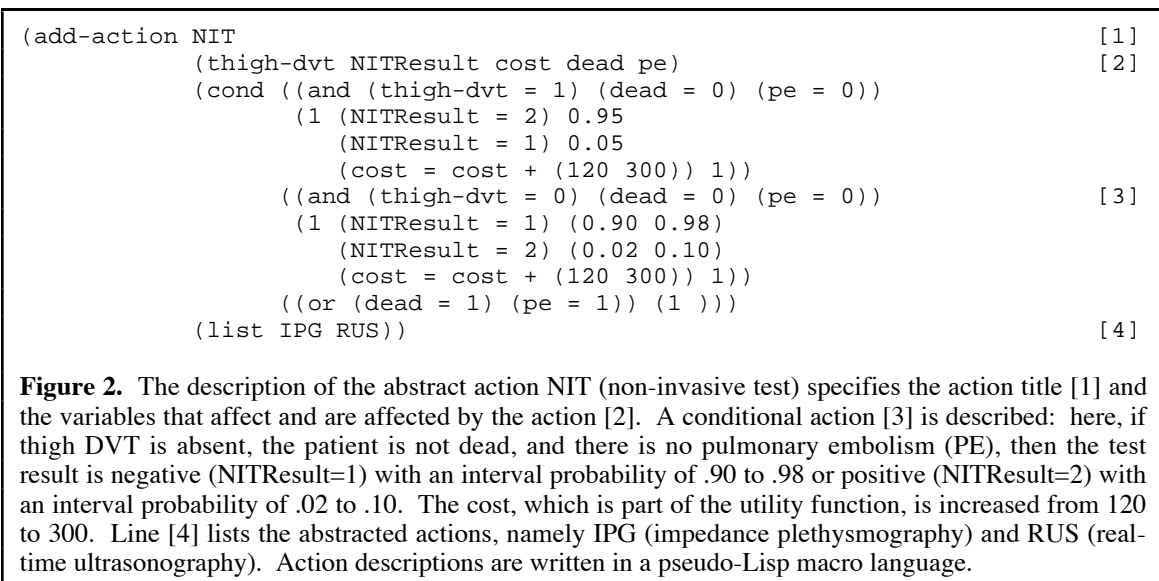 (add-action NIT [1]
(thigh-dvt NITResult cost dead pe) [2]
(cond ((and (thigh-dvt = 1) (dead = 0) (pe = 0))
(1 (NITResult = 2) 0.95
(NITResult = 1) 0.05
(cost = cost + (120 300)) 1))
((and (thigh-dvt = 0) (dead = 0) (pe = 0)) [3]
(1 (NITResult = 1) (0.90 0.98)
(NITResult = 2) (0.02 0.10)
(cost = cost + (120 300)) 1))
((or (dead = 1) (pe = 1)) (1 )))
(list IPG RUS)) [4]
Figure 2. The description of the abstract action NIT (non-invasive test) specifies the action title [1] and
the variables that affect and are affected by the action [2]. A conditional action [3] is described: here, if
thigh DVT is absent, the patient is not dead, and there is no pulmonary embolism (PE), then the test
result is negative (NITResult=1) with an interval probability of .90 to .98 or positive (NITResult=2) with
an interval probability of .02 to .10. The cost, which is part of the utility function, is increased from 120
to 300. Line [4] lists the abstracted actions, namely IPG (impedance plethysmography) and RUS (real-
time ultrasonography). Action descriptions are written in a pseudo-Lisp macro language.